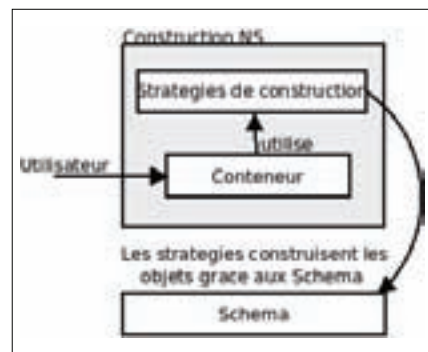 Construction NS
Strategies de construction
utilise
Utilisateur
Conteneur
Les strategies construisent les
objets grace aux Schema
Schema